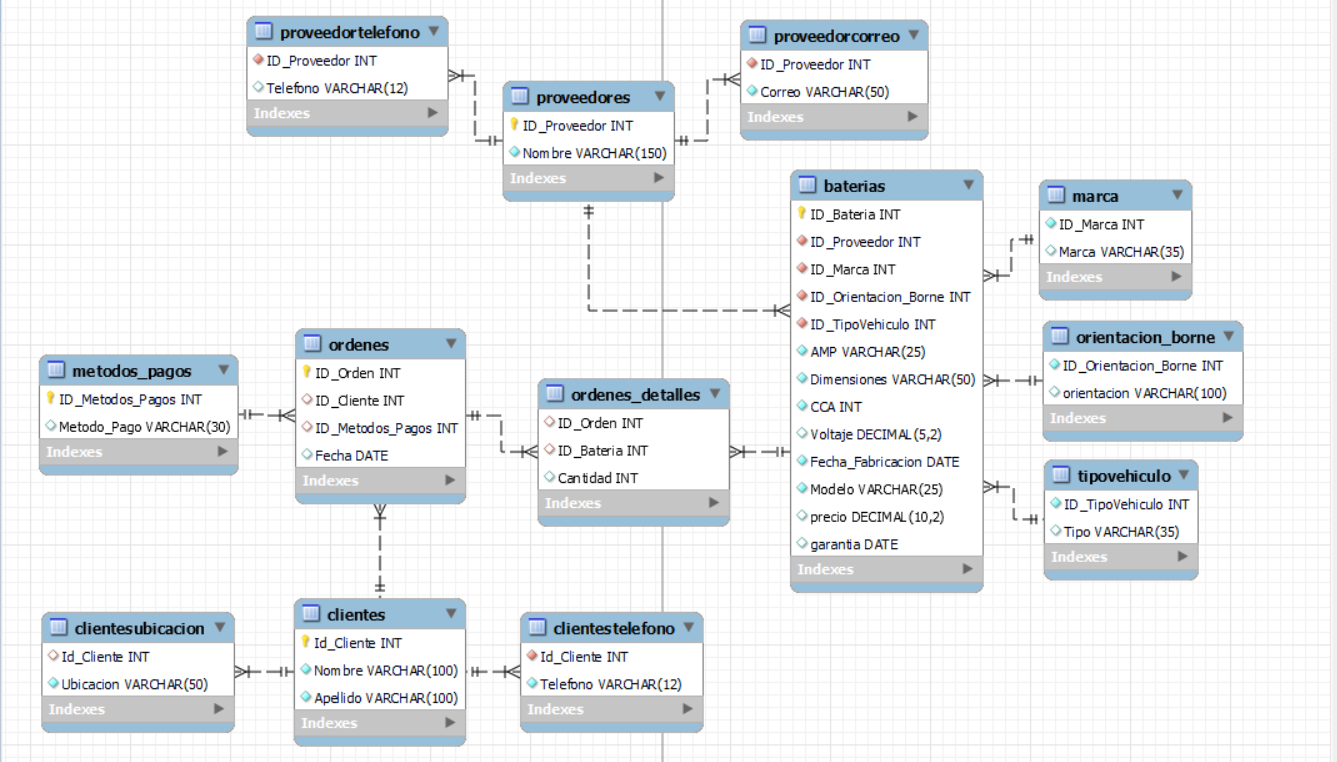 proveedortelefono
ID_Proveedor INT
Telefono VARCHAR(12)
Indexes
proveedorcorreo
ID_Proveedor INT
Correo VARCHAR(50)
Indexes
proveedores
ID_Proveedor INT
Nombre VARCHAR(150)
Indexes
baterias
ID_Bateria INT
ID_Proveedor INT
ID_Marca INT
ID_Orientacion_Borne INT
ID_TipoVehiculo INT
AMP VARCHAR(25)
Dimensiones VARCHAR(50)
CCA INT
Voltaje DECIMAL(5,2)
Fecha_Fabricacion DATE
Modelo VARCHAR(25)
precio DECIMAL(10,2)
garantia DATE
Indexes
marca
ID_Marca INT
Marca VARCHAR(35)
Indexes
orientacion_borne
ID_Orientacion_Borne INT
orientacion VARCHAR(100)
Indexes
tipovehiculo
ID_TipoVehiculo INT
Tipo VARCHAR(35)
Indexes
metodos_pagos
ID_Metodos_Pagos INT
Metodo_Pago VARCHAR(30)
Indexes
ordenes
ID_Orden INT
ID_Cliente INT
ID_Metodos_Pagos INT
Fecha DATE
Indexes
ordenes_detalles
ID_Orden INT
ID_Bateria INT
Cantidad INT
Indexes
clientesubicacion
Id_Cliente INT
Ubicacion VARCHAR(50)
Indexes
clientes
Id_Cliente INT
Nombre VARCHAR(100)
Apellido VARCHAR(100)
Indexes
clientestelefono
Id_Cliente INT
Telefono VARCHAR(12)
Indexes